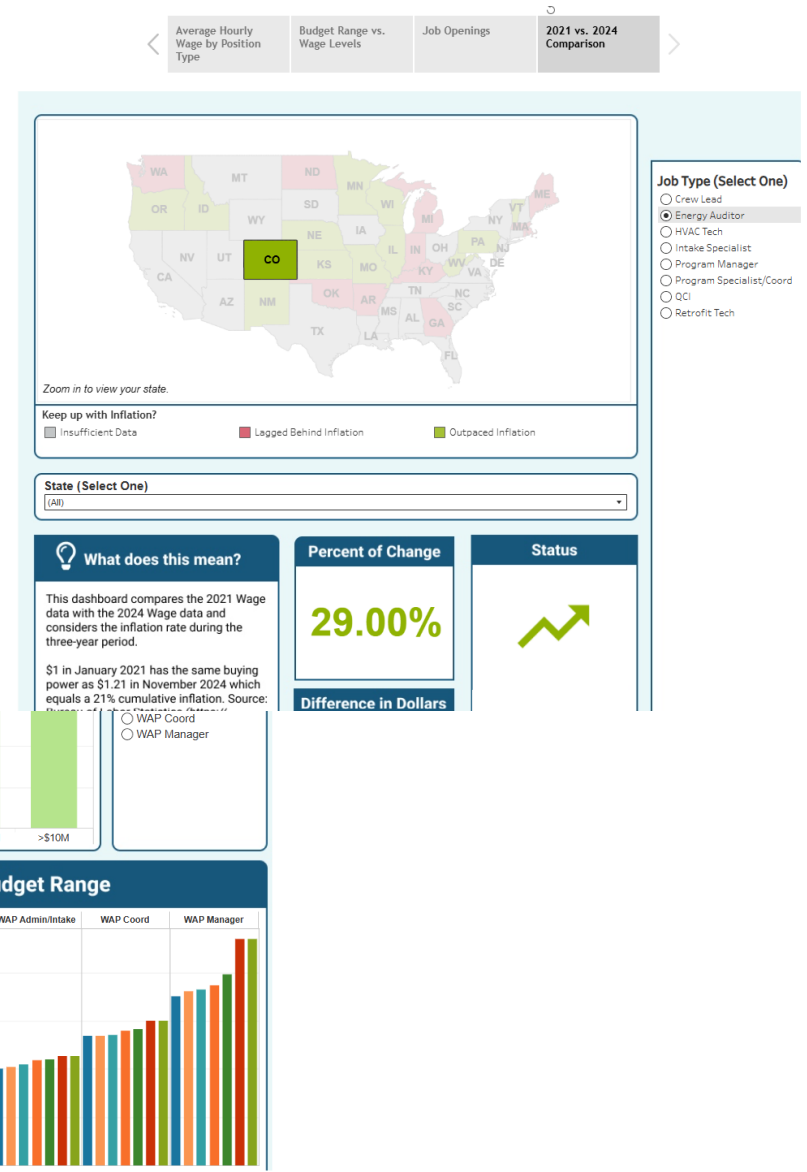 Average Hourly
Wage by Position
Type
Budget Range vs.
Wage Levels
Job Openings
2021 vs. 2024
Comparison
WA
MT
ND
MN
ME
OR
ID
WY
SD
WI
MI
VT
NY
MA
NE
IA
NV
UT
CO
KS
MO
IL
IN
OH
PA
NJ
WV
VA
DE
KY
CA
AZ
NM
OK
AR
TN
NC
SC
MS
AL
GA
TX
LA
FL
Zoom in to view your state.
Keep up with Inflation?
Insufficient Data
Lagged Behind Inflation
Outpaced Inflation
Job Type (Select One)
Crew Lead
Energy Auditor
HVAC Tech
Intake Specialist
Program Manager
Program Specialist/Coord
QCI
Retrofit Tech
State (Select One)
(All)
What does this mean?
This dashboard compares the 2021 Wage
data with the 2024 Wage data and
considers the inflation rate during the
three-year period.
$1 in January 2021 has the same buying
power as $1.21 in November 2024 which
equals a 21% cumulative inflation. Source:
Percent of Change
29.00%
Difference in Dollars
Status
WAP Coord
WAP Manager
>$10M
dget Range
WAP Admin/Intake
WAP Coord
WAP Manager